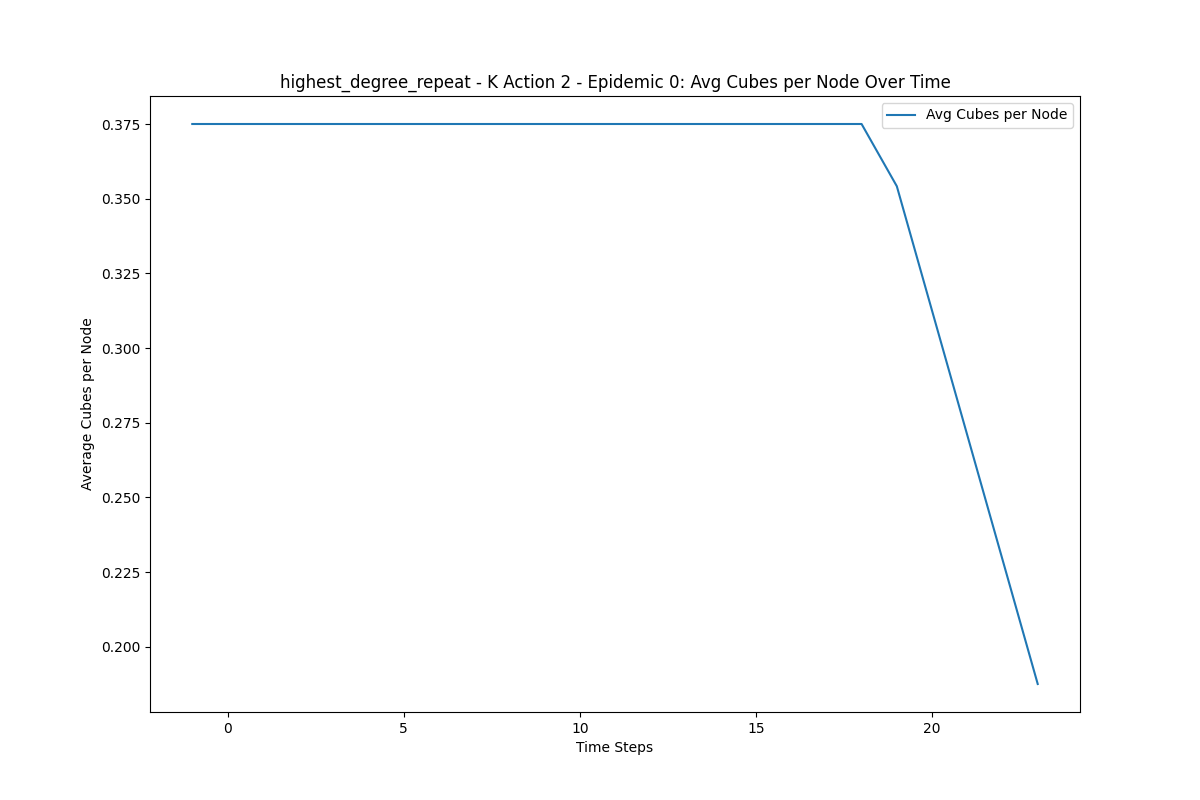 highest_degree_repeat - K Action 2 - Epidemic 0: Avg Cubes per Node Over Time
Avg Cubes per Node
0.375
0.350
0.325
0.300
0.275
0.250
0.225
0.200
Average Cubes per Node
0 5 10 15 20
Time Steps